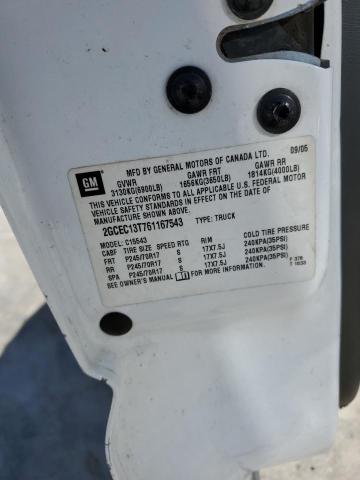 GM
MFD BY GENERAL MOTORS OF CANADA LTD. 09/05
GVWR GAWR FRT GAWR RR
3130KG(6900LB) 1656KG(3650LB) 1814KG(4000LB)
THIS VEHICLE CONFORMS TO ALL APPLICABLE U.S. FEDERAL MOTOR
VEHICLE SAFETY STANDARDS IN EFFECT ON THE DATE OF
MANUFACTURE SHOWN ABOVE.
2GCEC13T761167543 TYPE: TRUCK
C15543
CAB TIRE SIZE SPEED RTG RIM COLD TIRE PRESSURE
FRT P245/70R17 S 17X7.5J 240KPA(35PSI)
RR P245/70R17 S 17X7.5J 240KPA(35PSI)
SPA P245/70R17 S 17X7.5J 240KPA(35PSI)
SEE OWNER'S MANUAL FOR ADDITIONAL INFORMATION.